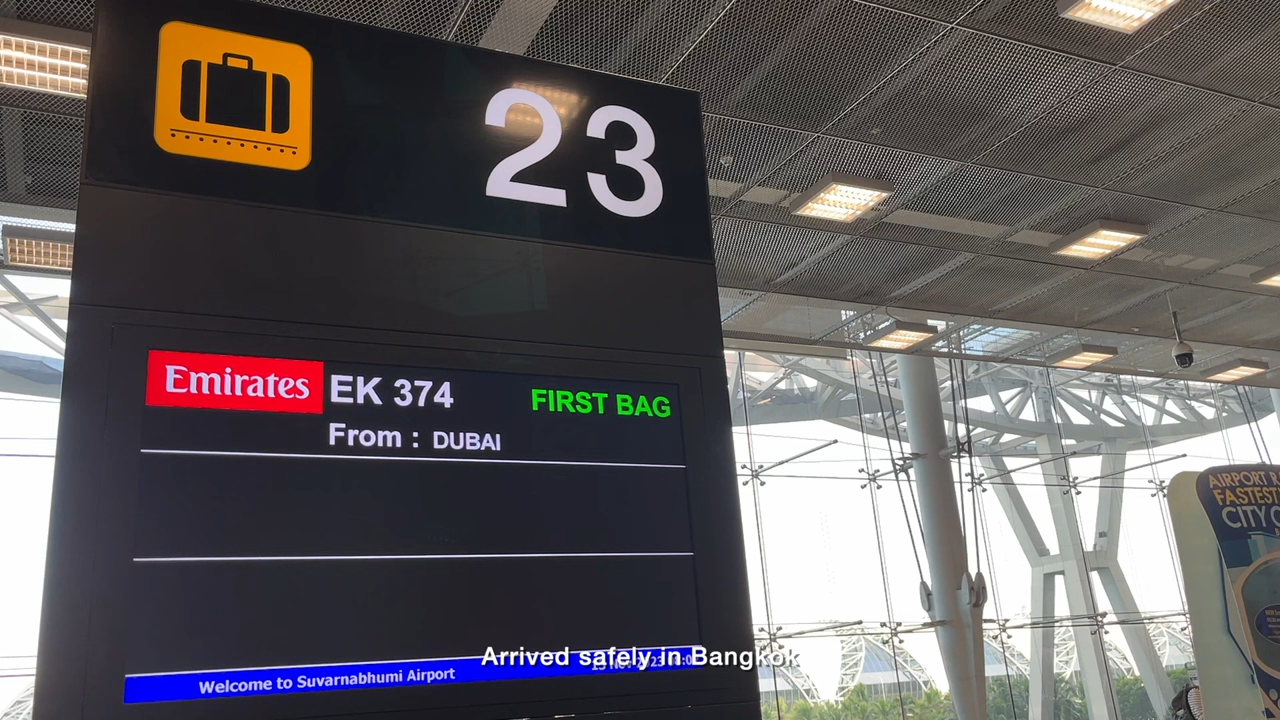 23
Emirates EK 374 FIRST BAG
From : DUBAI
Welcome to Suvarnabhumi Airport
Arrived safely in Bangkok
AIRPORT
FASTEST
CITY